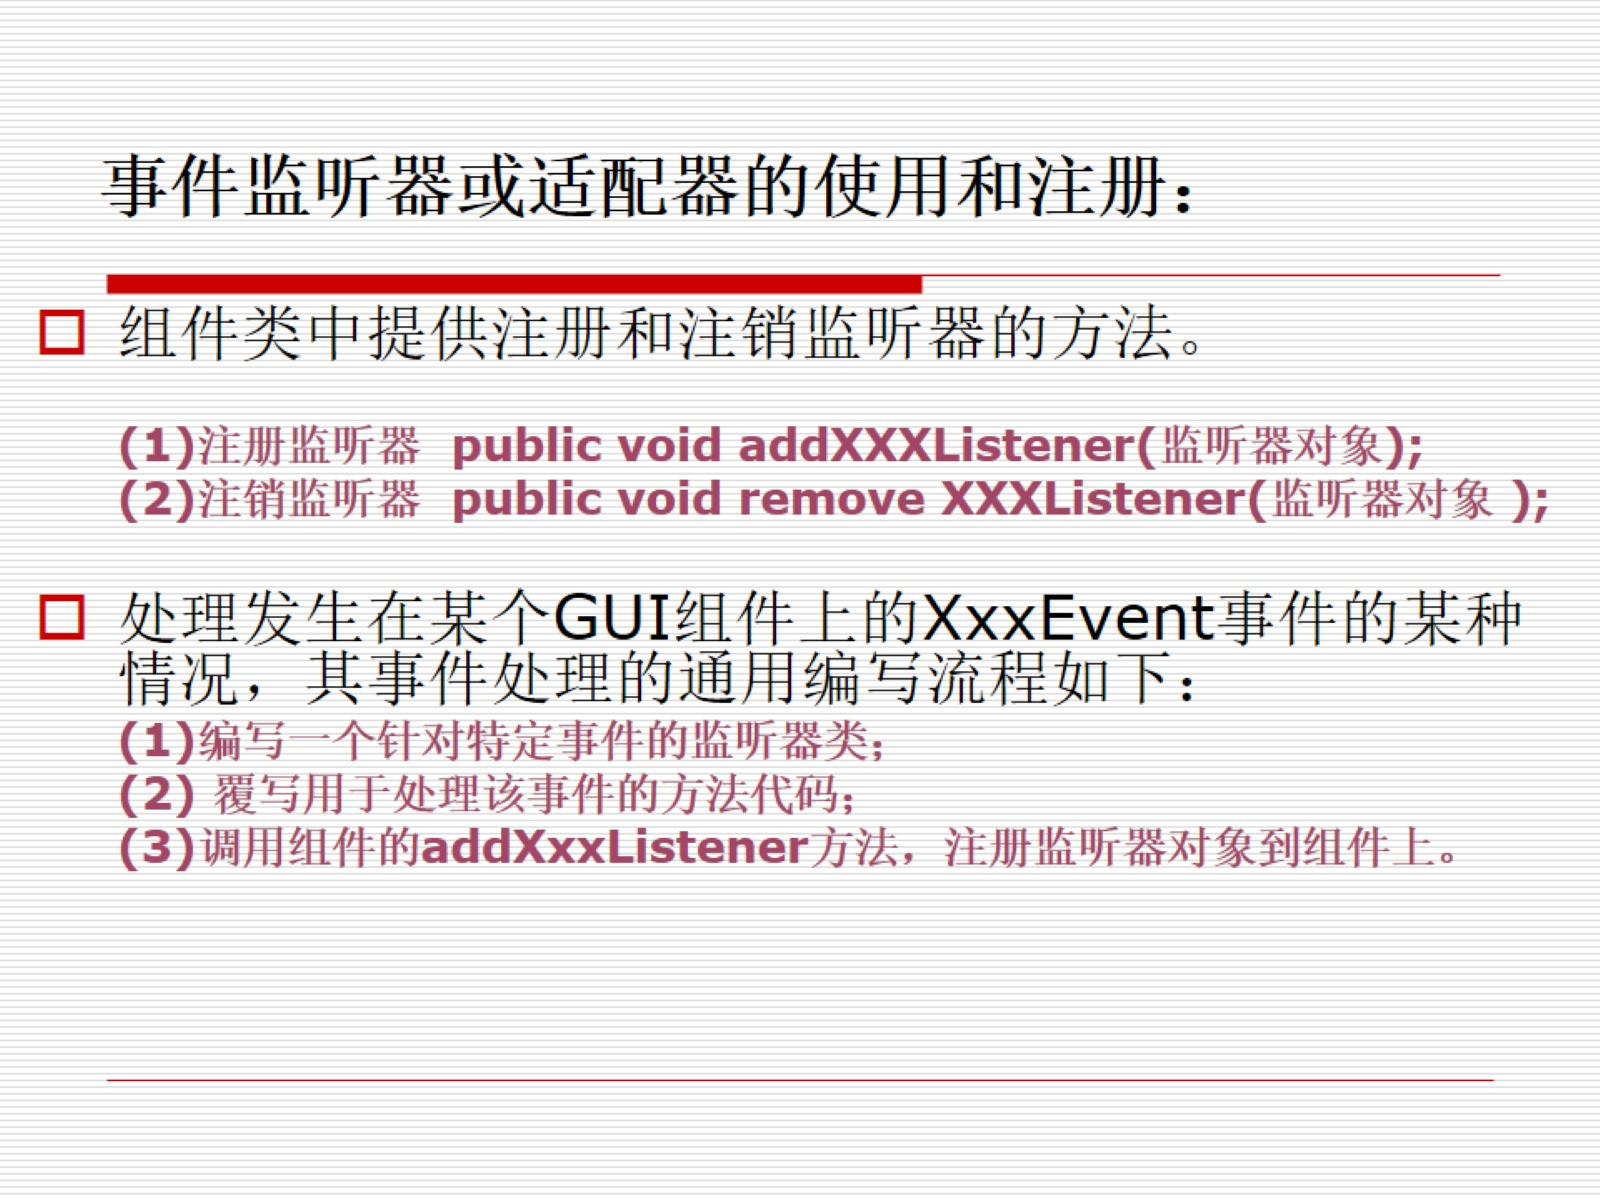 事件监听器或适配器的使用和注册：
组件类中提供注册和注销监听器的方法。
(1)注册监听器 public void addXXXListener(监听器对象);
(2)注销监听器 public void remove XXXListener(监听器对象 );
处理发生在某个GUI组件上的XxxEvent事件的某种
情况，其事件处理的通用编写流程如下：
(1)编写一个针对特定事件的监听器类；
(2) 覆写用于处理该事件的方法代码；
(3)调用组件的addXxxListener方法，注册监听器对象到组件上。